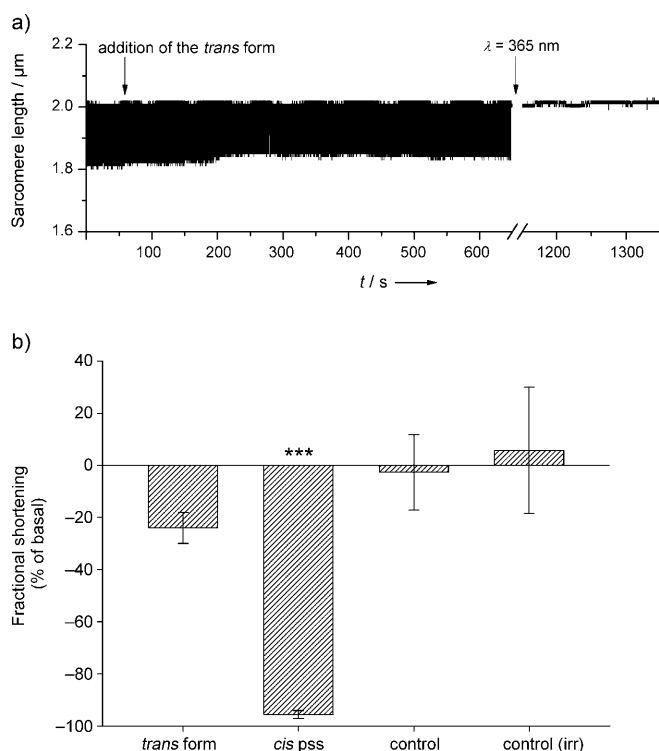 a)
addition of the trans form
λ = 365 nm
2.2
2.0
1.8
1.6
Sarcomere length / µm
100 200 300 400 500 600 1200 1300
t / s
b)
40
20
0
−20
−40
−60
−80
−100
Fractional shortening
(% of basal)
***
trans form cis pss control control (irr)